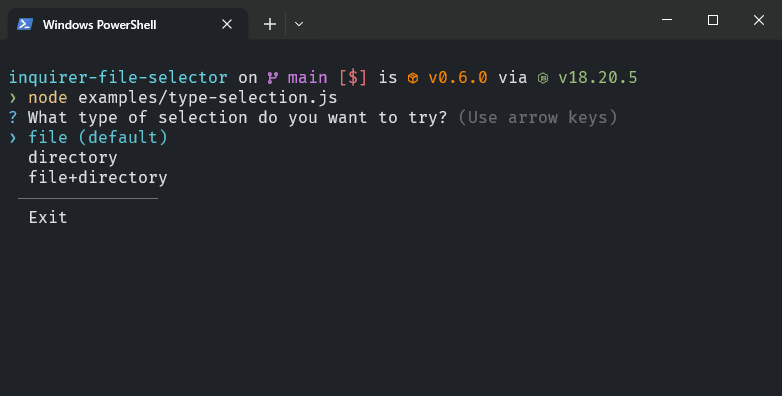 Windows PowerShell
inquirer-file-selector on main [$] is v0.6.0 via v18.20.5
❯ node examples/type-selection.js
? What type of selection do you want to try? (Use arrow keys)
❯ file (default)
directory
file+directory
Exit